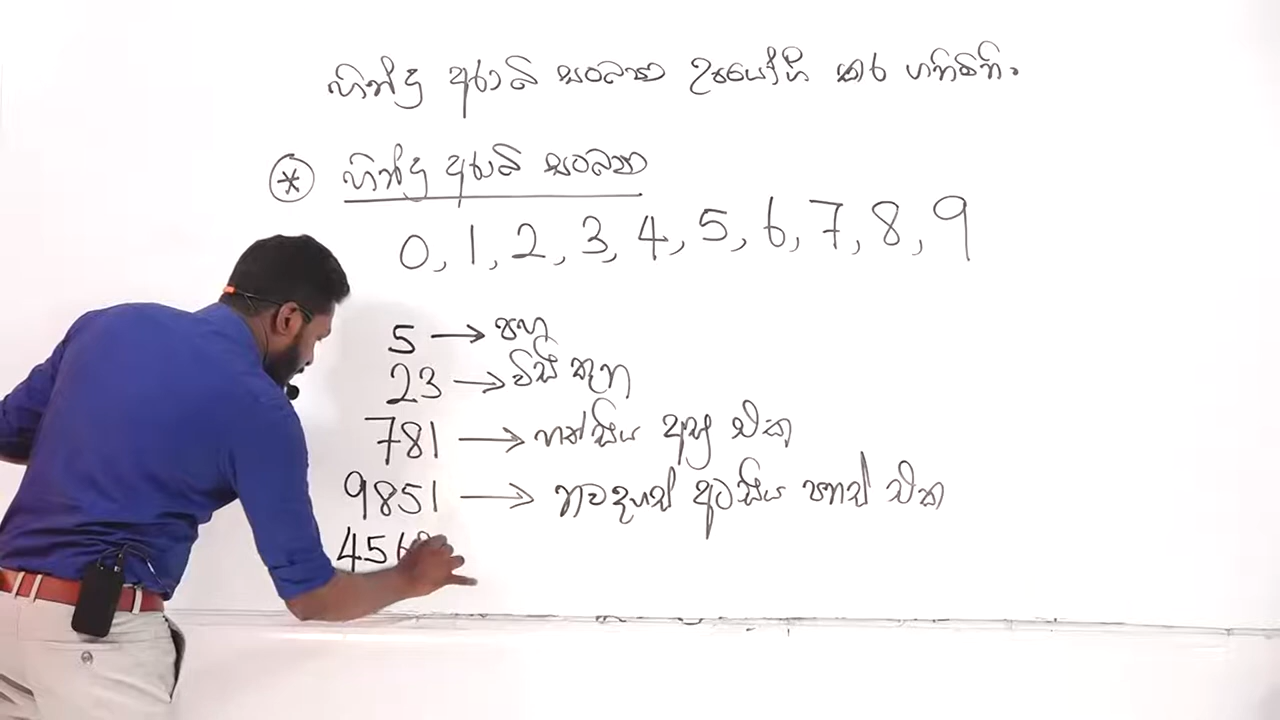 හින්දු අරාබි සංඛ්‍යා උපයෝගී කර ගනිමිනි.
* හින්දු අරාබි සංඛ්‍යා
0, 1, 2, 3, 4, 5, 6, 7, 8, 9
5 → පහ
23 → විසි තුන
781 → හත්සිය අසූ එක
9851 → නවදහස් අටසිය පනස් එක
456